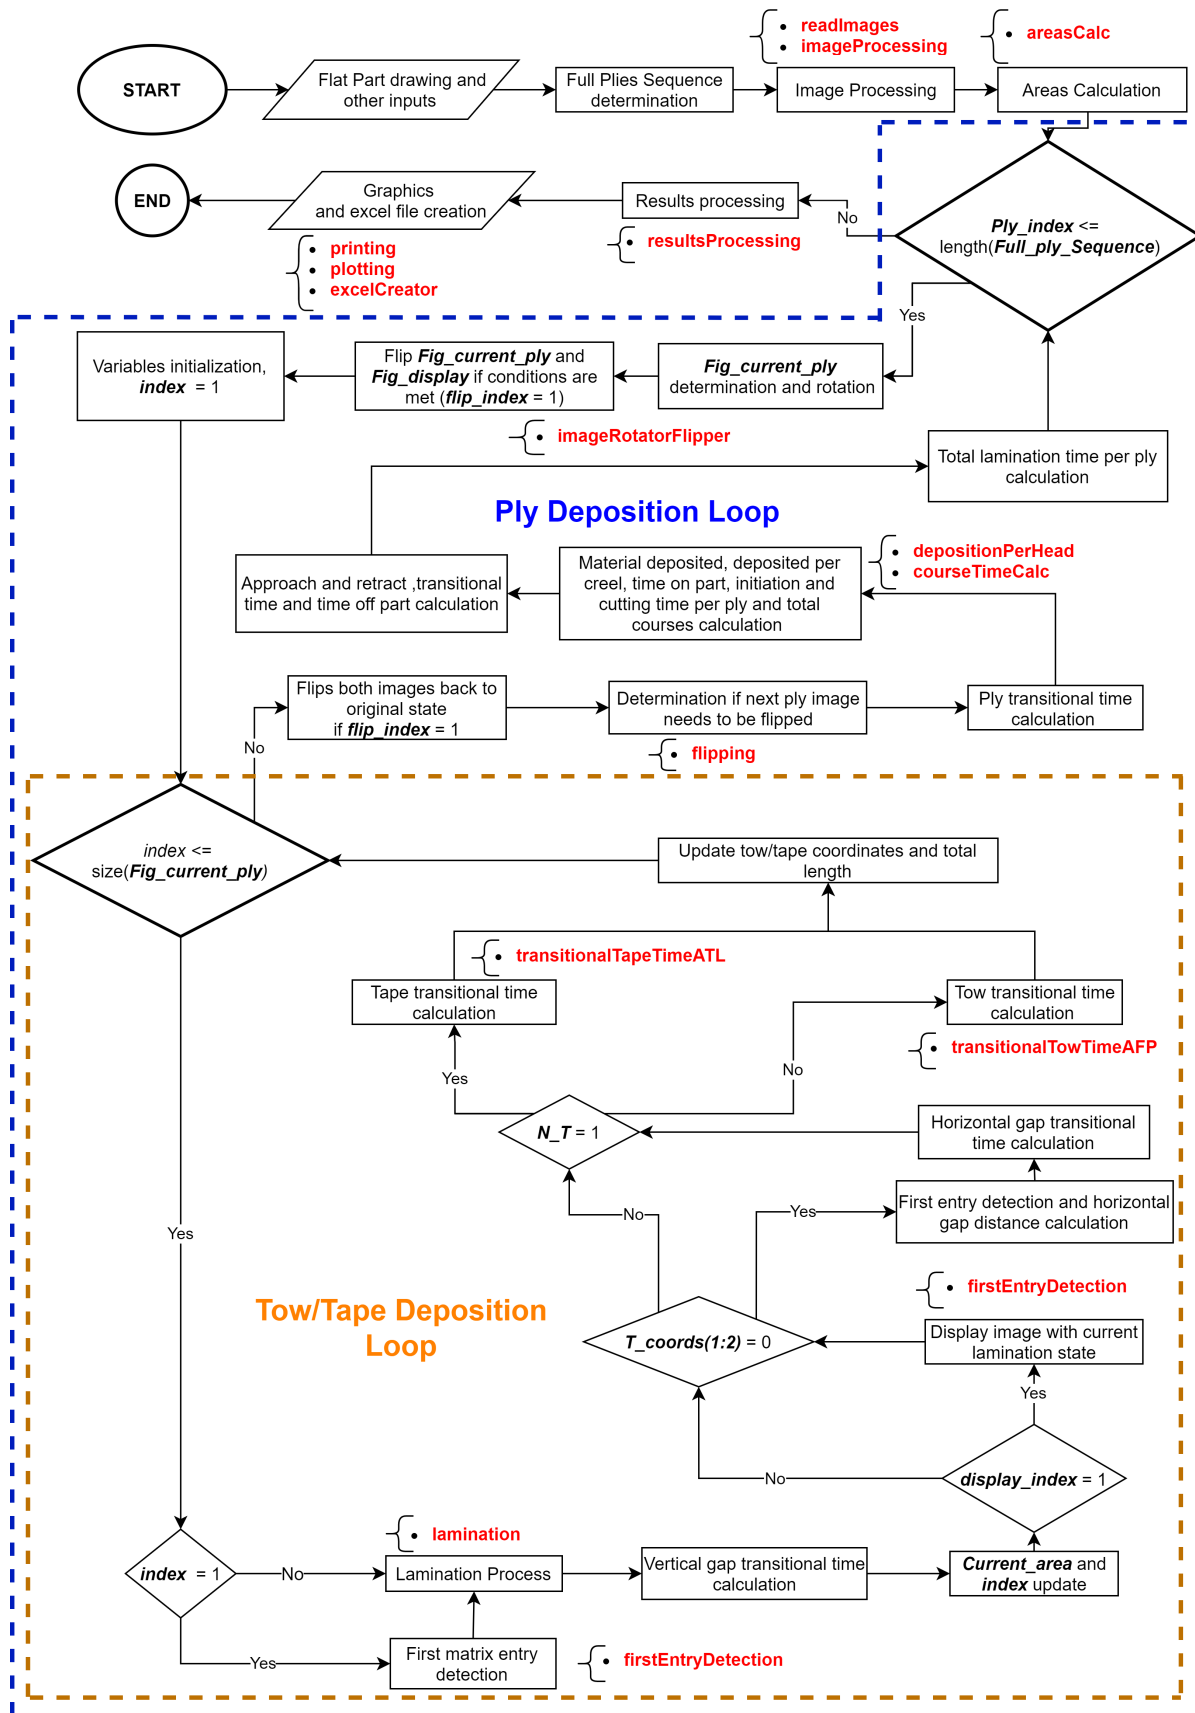 readImages
imageProcessing
areasCalc
START
Flat Part drawing and
other inputs
Full Plies Sequence
determination
Image Processing
Areas Calculation
END
Graphics
and excel file creation
Results processing
No
Ply_index <=
length(Full_ply_Sequence)
printing
plotting
excelCreator
resultsProcessing
Yes
Variables initialization,
index = 1
Flip Fig_current_ply and
Fig_display if conditions are
met (flip_index = 1)
Fig_current_ply
determination and rotation
imageRotatorFlipper
Total lamination time per ply
calculation
Ply Deposition Loop
depositionPerHead
courseTimeCalc
Approach and retract ,transitional
time and time off part calculation
Material deposited, deposited per
creel, time on part, initiation and
cutting time per ply and total
courses calculation
Flips both images back to
original state
if flip_index = 1
Determination if next ply image
needs to be flipped
Ply transitional time
calculation
No
flipping
index <=
size(Fig_current_ply)
Update tow/tape coordinates and total
length
transitionalTapeTimeATL
Tape transitional time
calculation
Tow transitional time
calculation
transitionalTowTimeAFP
Yes
No
N_T = 1
Horizontal gap transitional
time calculation
First entry detection and horizontal
gap distance calculation
No
Yes
Yes
firstEntryDetection
Tow/Tape Deposition
Loop
T_coords(1:2) = 0
Display image with current
lamination state
Yes
No
display_index = 1
lamination
index = 1
No
Lamination Process
Vertical gap transitional time
calculation
Current_area and
index update
Yes
First matrix entry
detection
firstEntryDetection